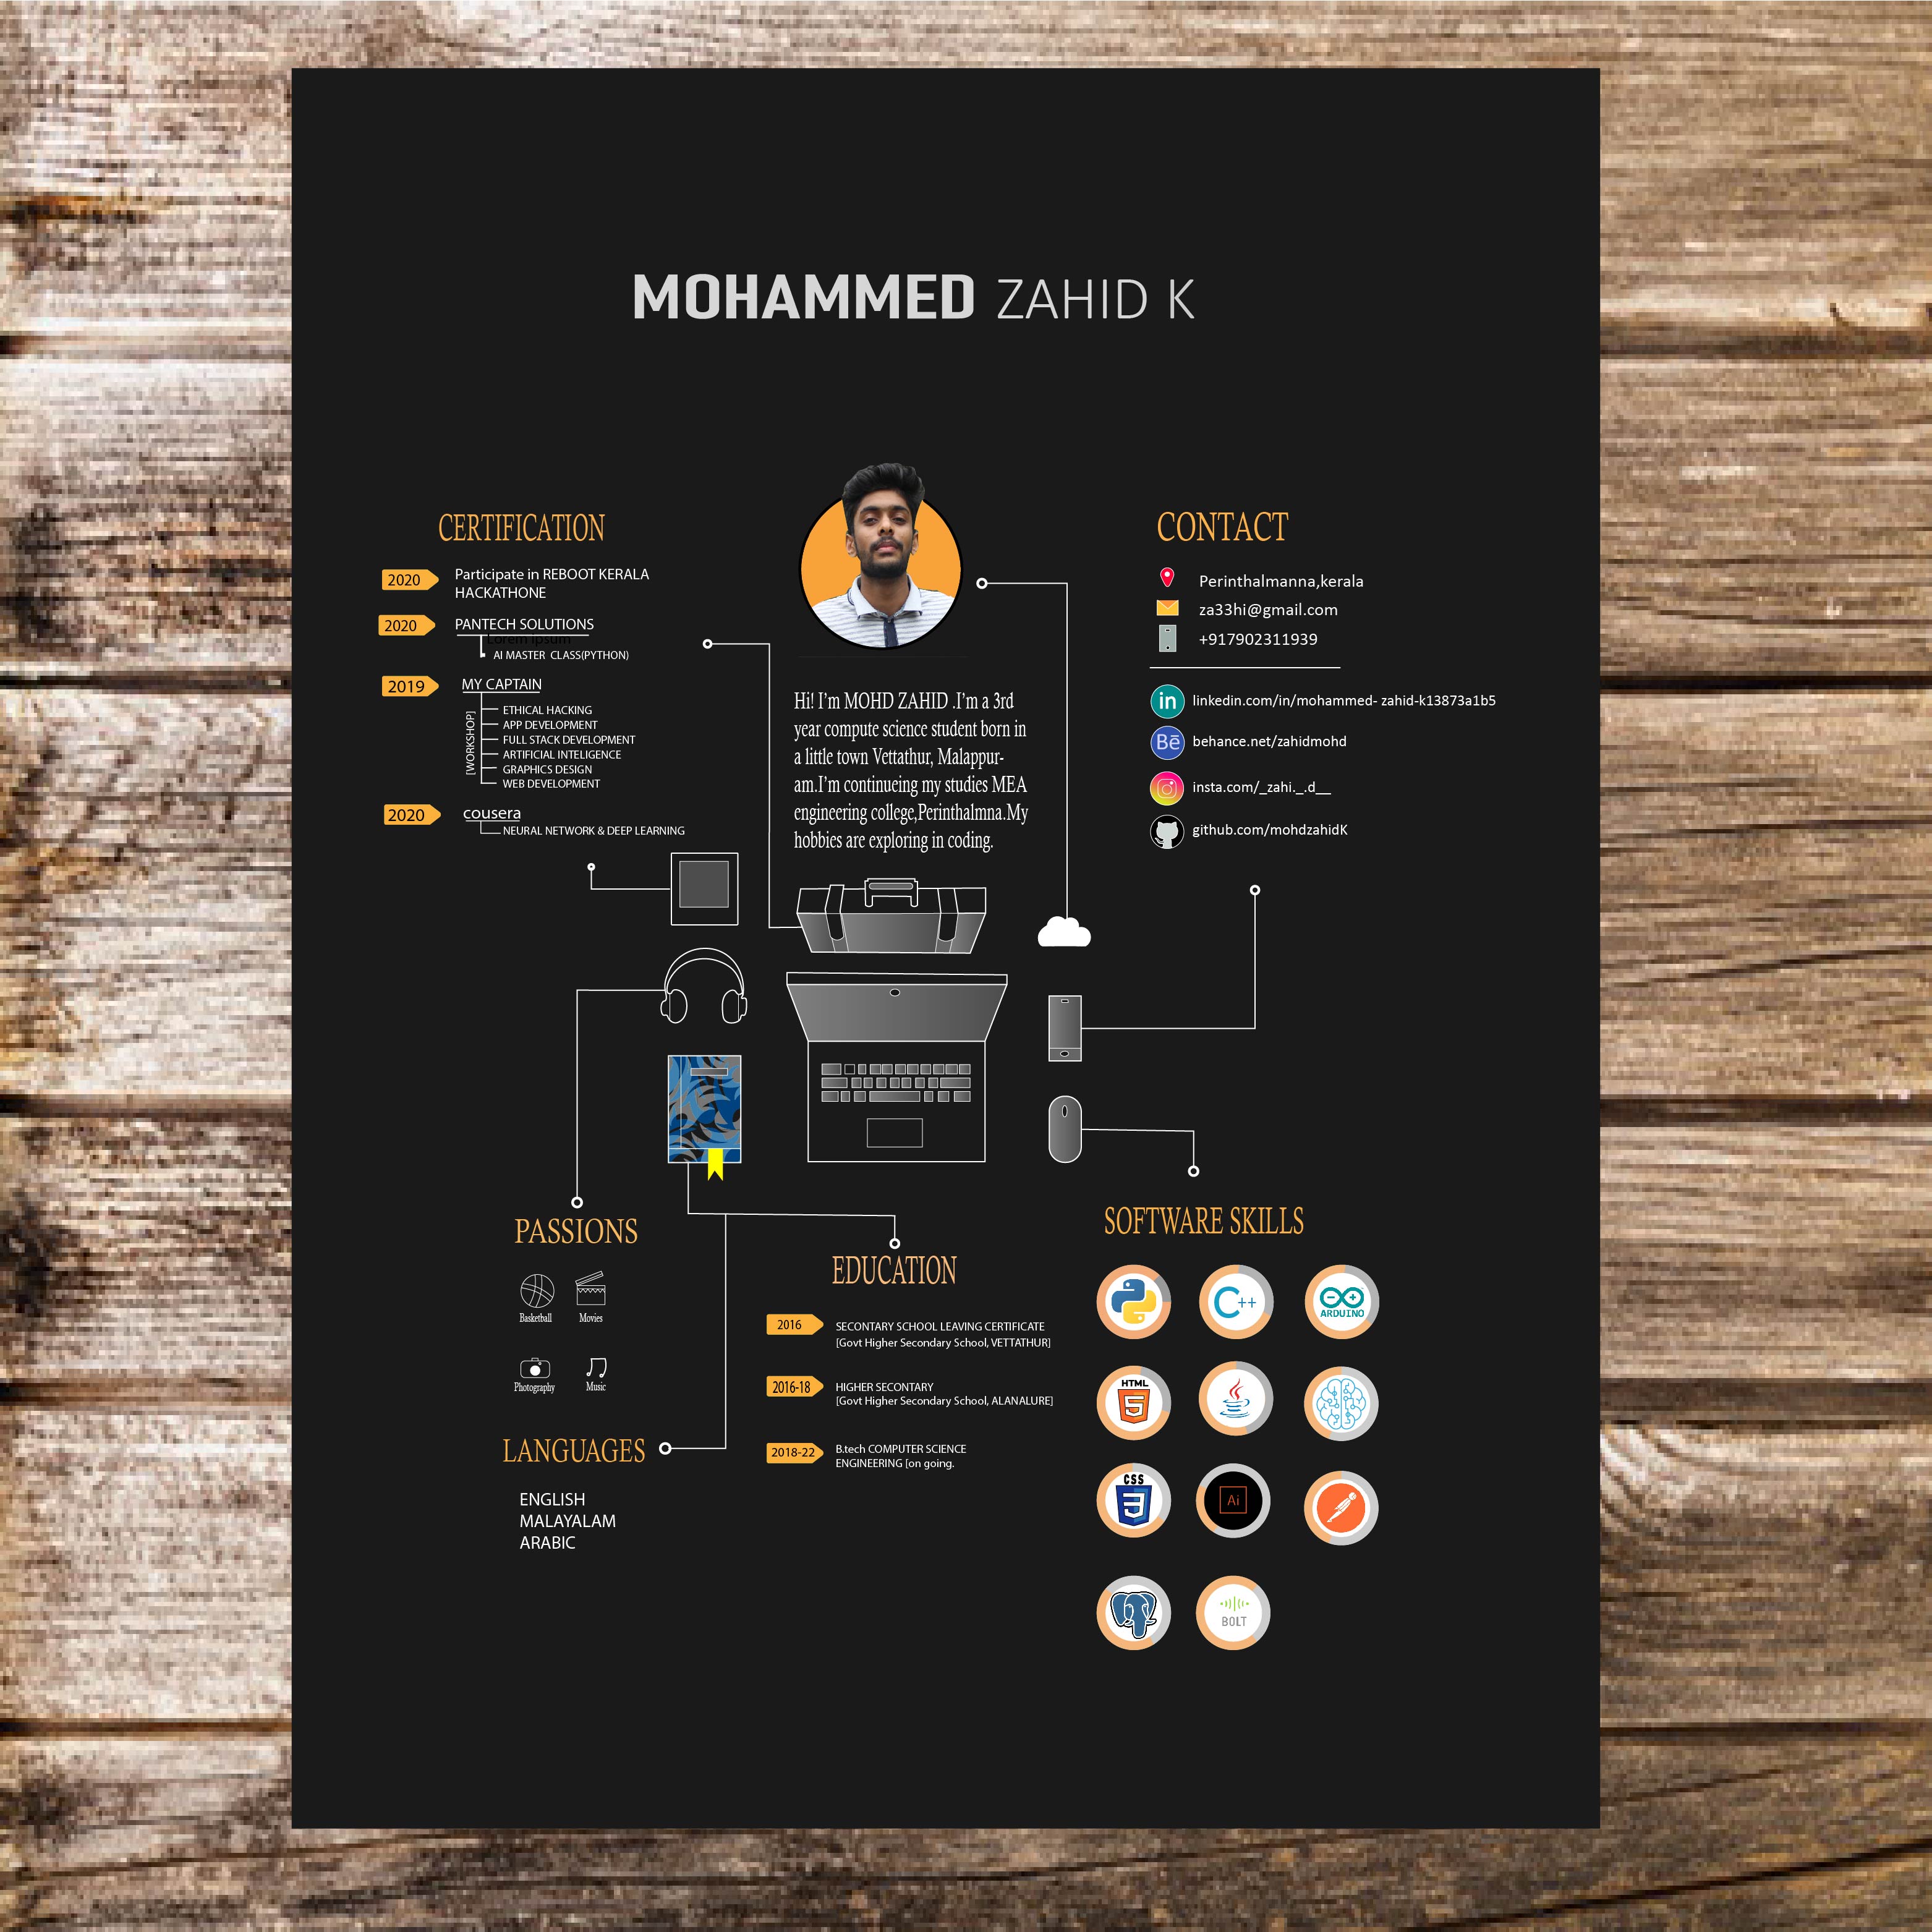 MOHAMMED ZAHID K
CERTIFICATION
2020
Participate in REBOOT KERALA
HACKATHONE
2020
PANTECH SOLUTIONS
Lorem ipsum
AI MASTER CLASS(PYTHON)
2019
MY CAPTAIN
[WORKSHOP]
ETHICAL HACKING
APP DEVELOPMENT
FULL STACK DEVELOPMENT
ARTIFICIAL INTELIGENCE
GRAPHICS DESIGN
WEB DEVELOPMENT
2020
cousera
NEURAL NETWORK & DEEP LEARNING
Hi! I'm MOHD ZAHID .I'm a 3rd
year compute science student born in
a little town Vettathur, Malappur-
am.I'm continueing my studies MEA
engineering college,Perinthalmna.My
hobbies are exploring in coding.
CONTACT
Perinthalmanna,kerala
za33hi@gmail.com
+917902311939
in linkedin.com/in/mohammed- zahid-k13873a1b5
Bē behance.net/zahidmohd
insta.com/_zahi._.d__
github.com/mohdzahidK
PASSIONS
Basketball
Movies
Photography
Music
LANGUAGES
ENGLISH
MALAYALAM
ARABIC
EDUCATION
2016
SECONTARY SCHOOL LEAVING CERTIFICATE
[Govt Higher Secondary School, VETTATHUR]
2016-18
HIGHER SECONTARY
[Govt Higher Secondary School, ALANALURE]
2018-22
B.tech COMPUTER SCIENCE
ENGINEERING [on going.
SOFTWARE SKILLS
C++
ARDUINO
HTML
5
CSS
3
Ai
BOLT